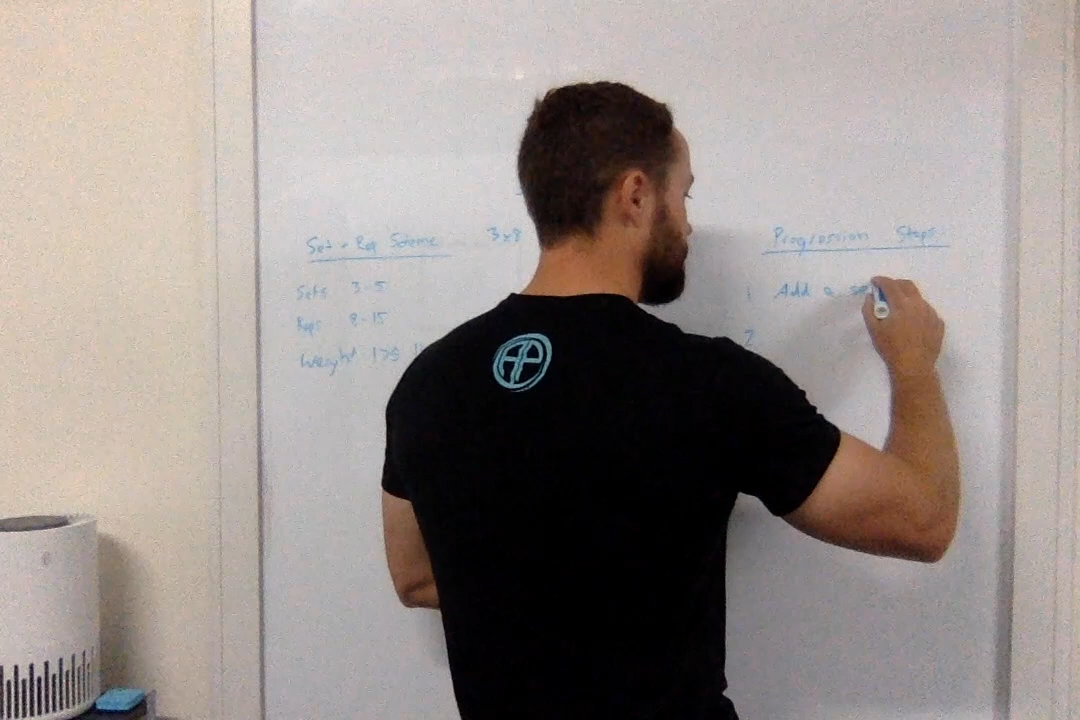 Set + Rep Scheme 3x8
Sets 3-5
Reps 8-15
Weight 175
Progression Steps
1 Add a set
2